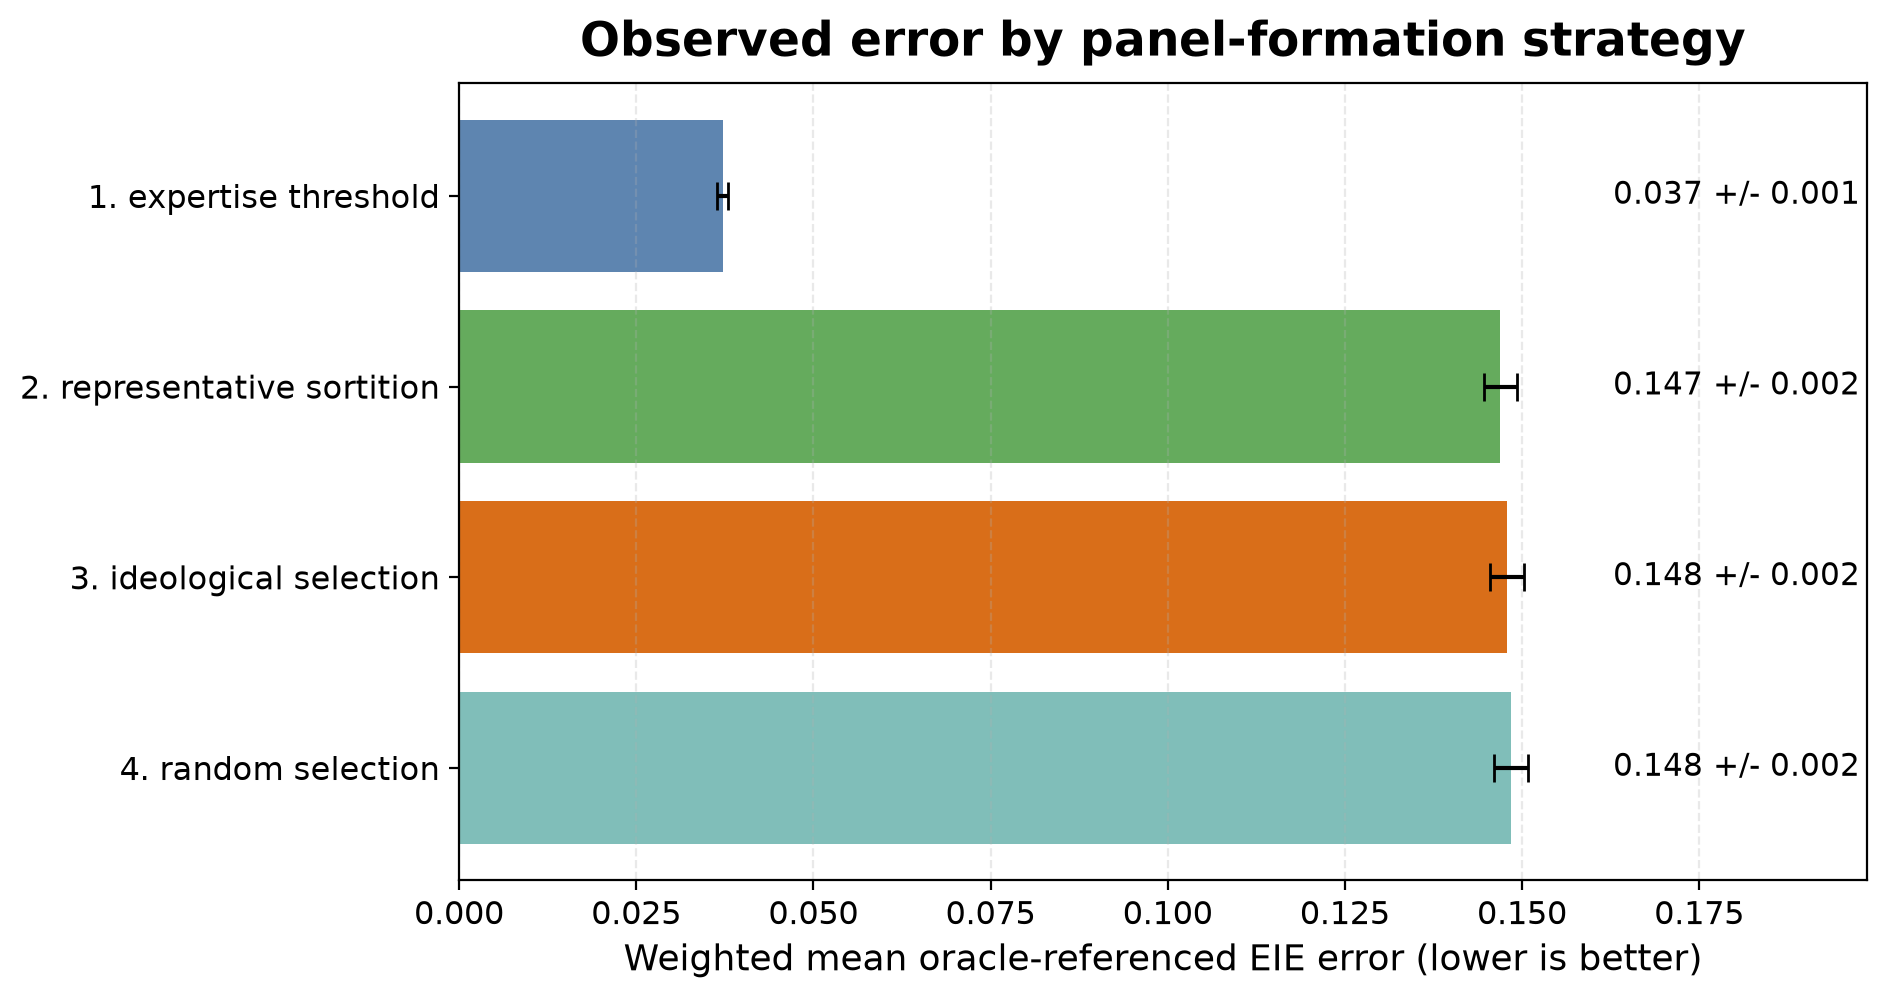 Observed error by panel-formation strategy
1. expertise threshold
0.037 +/- 0.001
2. representative sortition
0.147 +/- 0.002
3. ideological selection
0.148 +/- 0.002
4. random selection
0.148 +/- 0.002
0.000 0.025 0.050 0.075 0.100 0.125 0.150 0.175
Weighted mean oracle-referenced EIE error (lower is better)